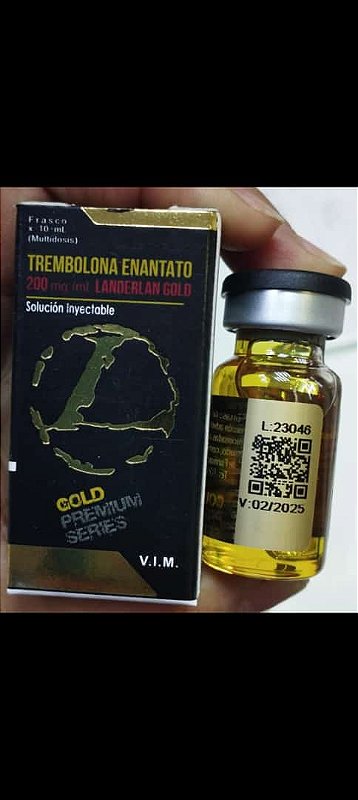 Frasco
x 10 mL
(Multidosis)
TREMBOLONA ENANTATO
200 mg/mL LANDERLAN GOLD
Solución Inyectable
GOLD
PREMIUM
SERIES
V.I.M.
L:23046
V:02/2025